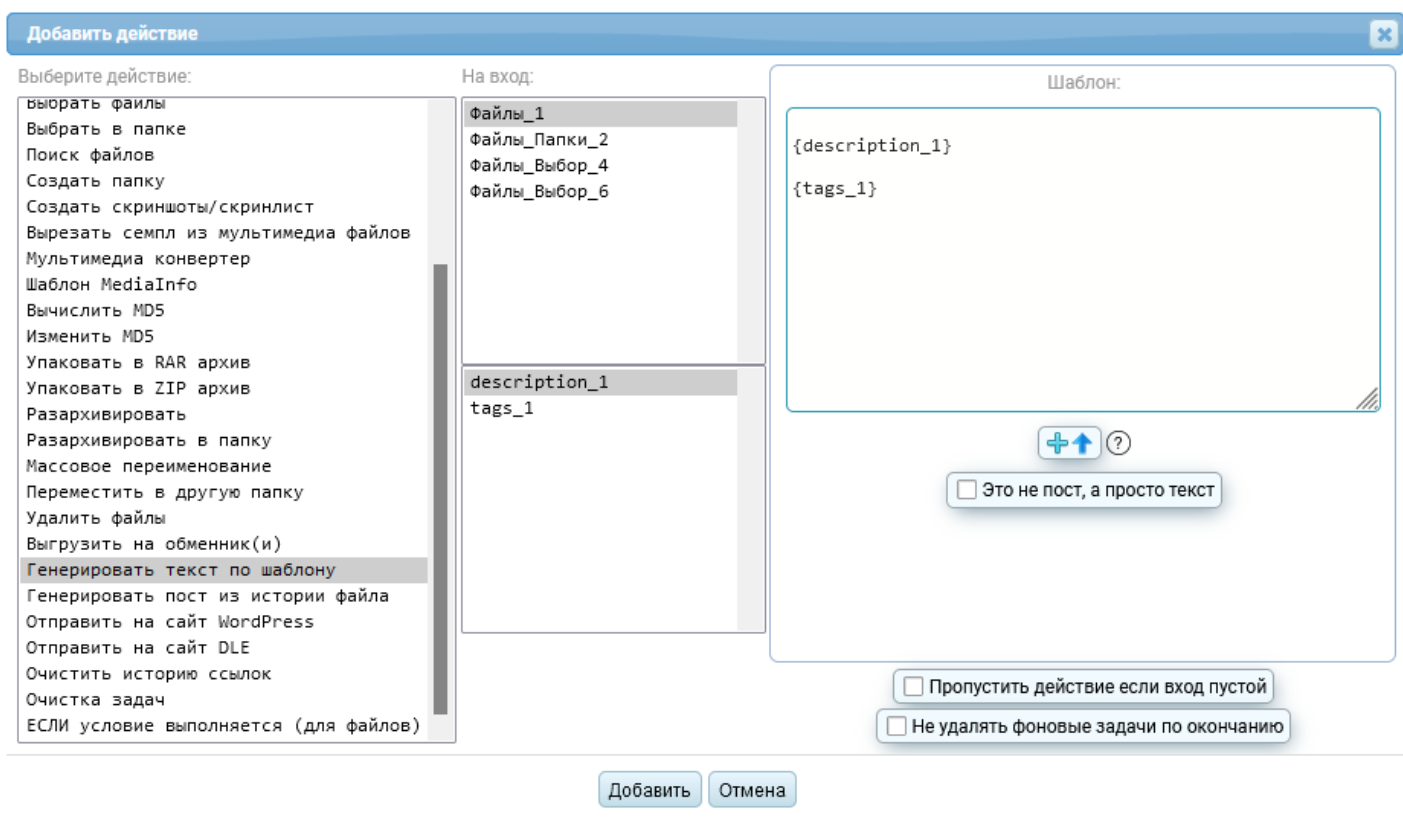 Добавить действие
Выберите действие:
Выбрать файлы
Выбрать в папке
Поиск файлов
Создать папку
Создать скриншоты/скринлист
Вырезать семпл из мультимедиа файлов
Мультимедиа конвертер
Шаблон MediaInfo
Вычислить MD5
Изменить MD5
Упаковать в RAR архив
Упаковать в ZIP архив
Разархивировать
Разархивировать в папку
Массовое переименование
Переместить в другую папку
Удалить файлы
Выгрузить на обменник(и)
Генерировать текст по шаблону
Генерировать пост из истории файла
Отправить на сайт WordPress
Отправить на сайт DLE
Очистить историю ссылок
Очистка задач
ЕСЛИ условие выполняется (для файлов)
На вход:
Файлы_1
Файлы_Папки_2
Файлы_Выбор_4
Файлы_Выбор_6
description_1
tags_1
Шаблон:
{description_1}
{tags_1}
?
Это не пост, а просто текст
Пропустить действие если вход пустой
Не удалять фоновые задачи по окончанию
Добавить
Отмена